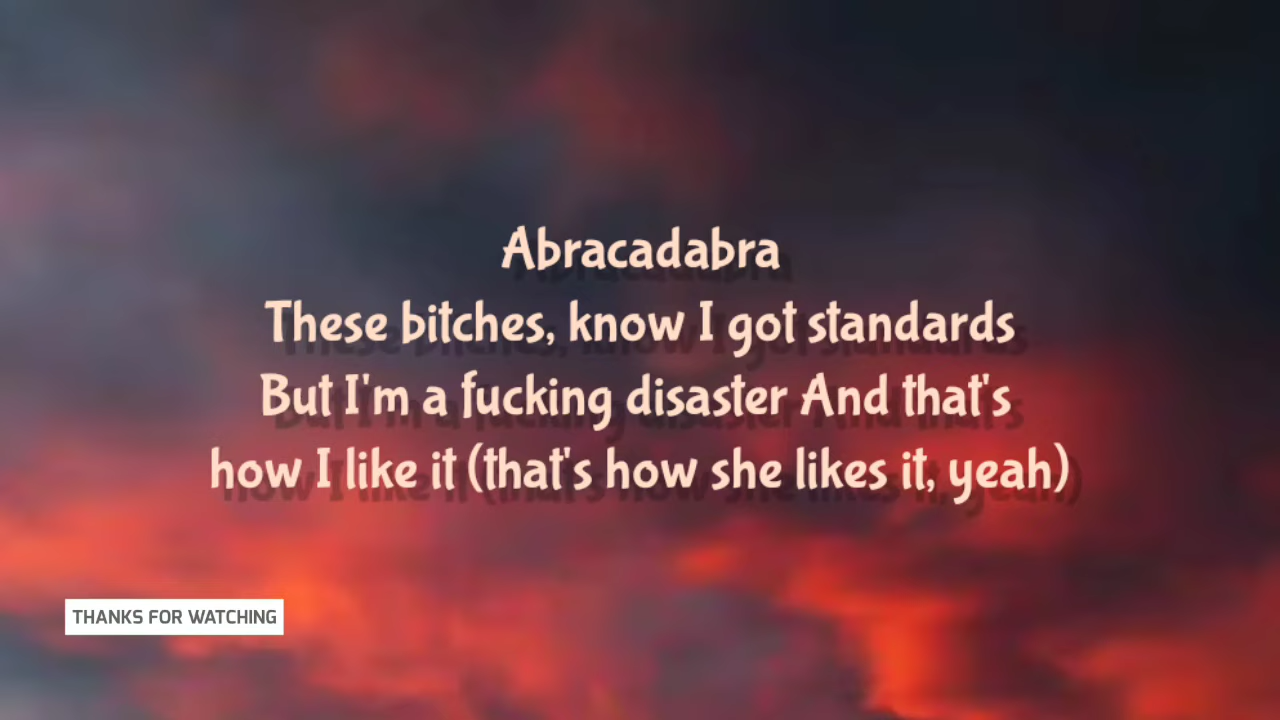 Abracadabra
These bitches, know I got standards
But I'm a fucking disaster And that's
how I like it (that's how she likes it, yeah)
THANKS FOR WATCHING